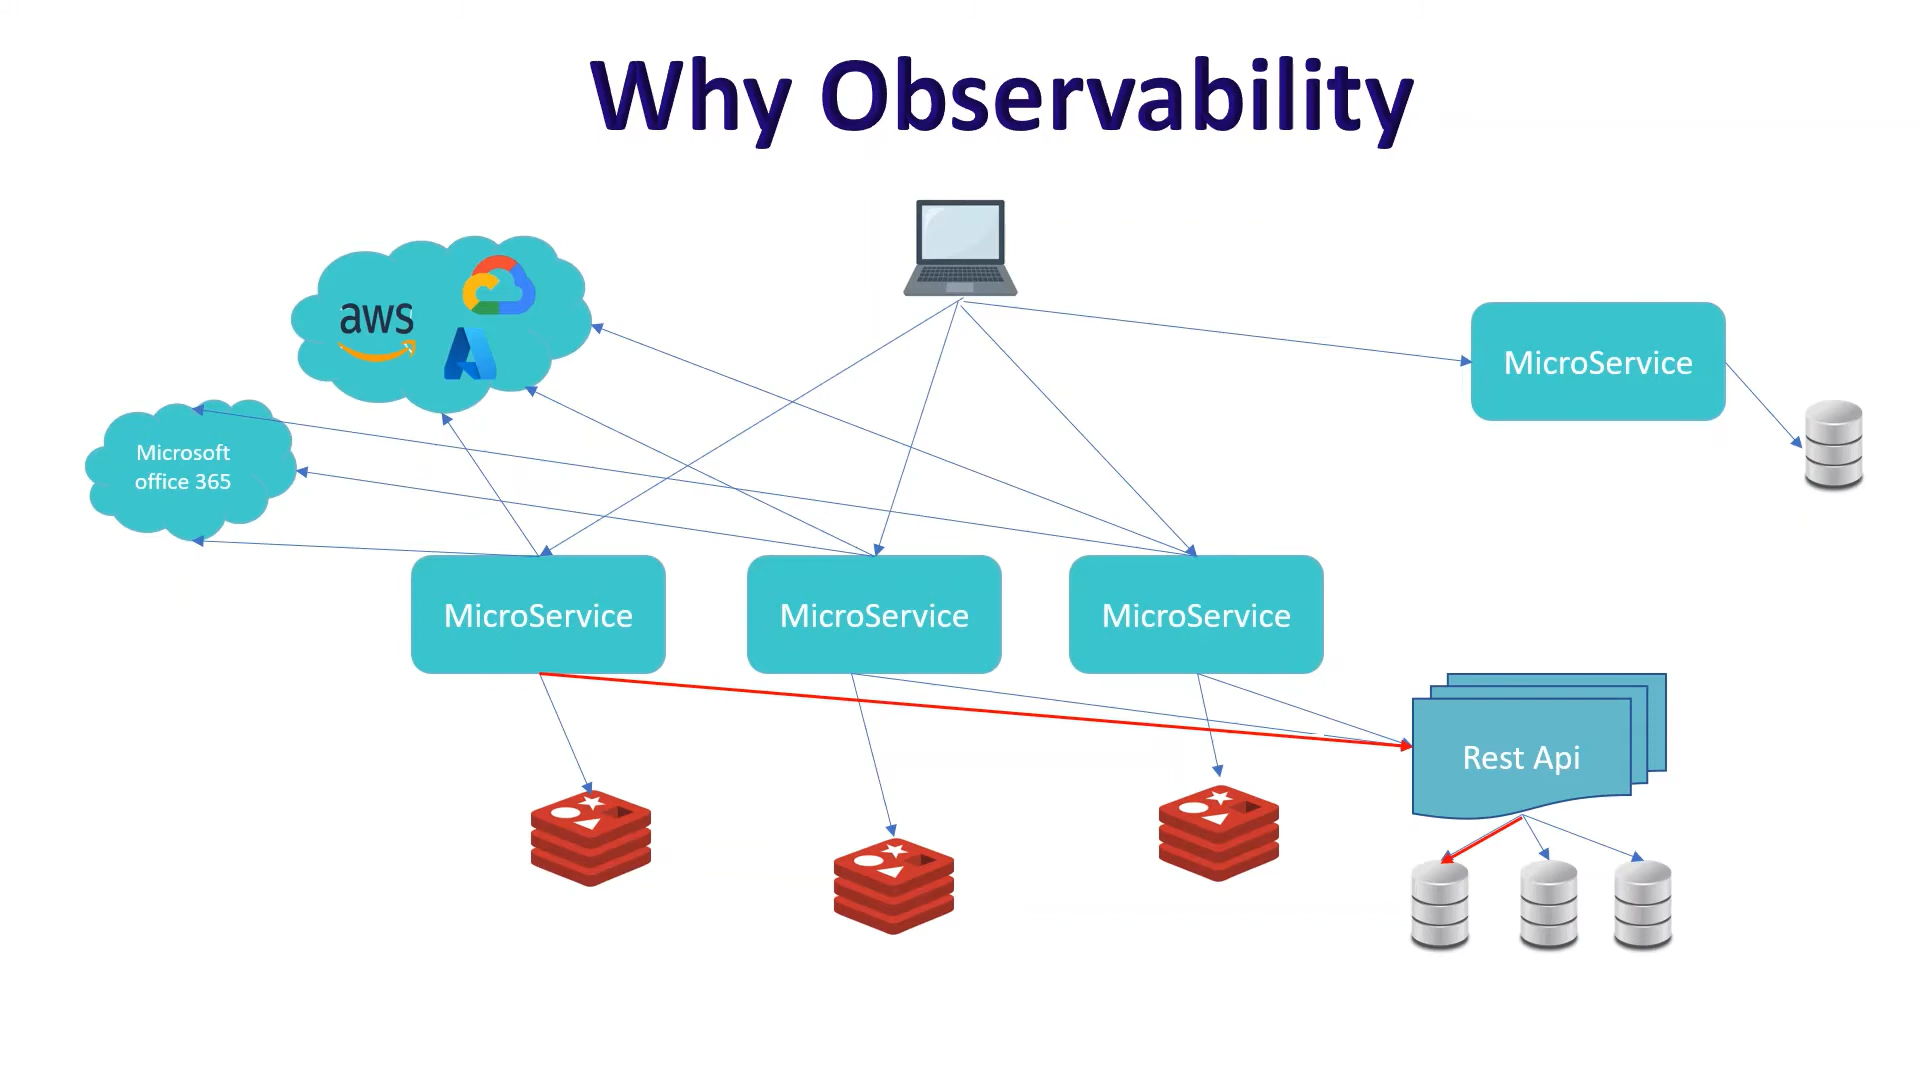 Why Observability
aws
Microsoft
office 365
MicroService
MicroService
MicroService
MicroService
Rest Api